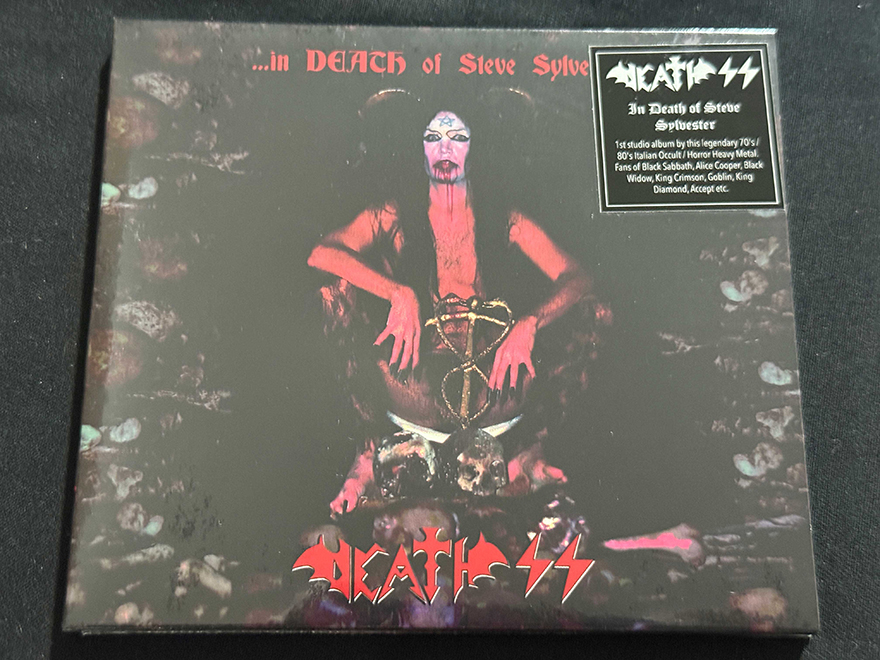 ...in DEATH of Steve Sylve
DEATH SS
In Death of Steve
Sylvester
1st studio album by this legendary 70's /
80's Italian Occult / Horror Heavy Metal.
Fans of Black Sabbath, Alice Cooper, Black
Widow, King Crimson, Goblin, King
Diamond, Accept etc.
DEATH SS